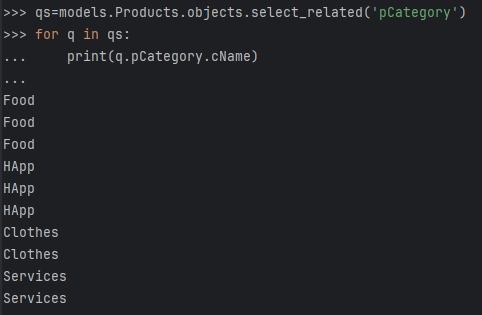 >>> qs=models.Products.objects.select_related('pCategory')
>>> for q in qs:
...     print(q.pCategory.cName)
...
Food
Food
Food
HApp
HApp
HApp
Clothes
Clothes
Services
Services